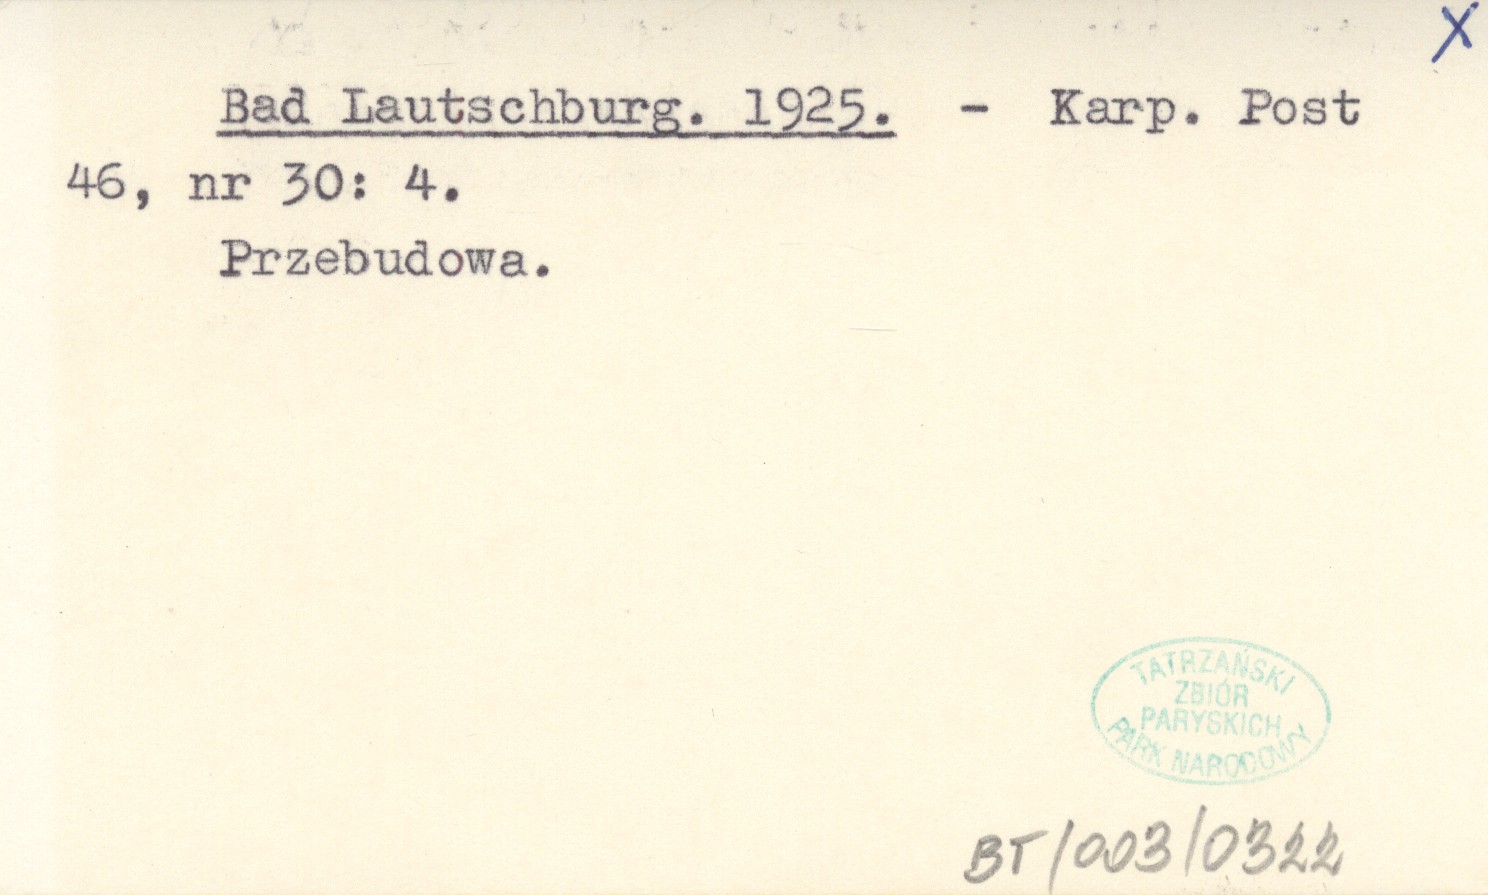 X
Bad Lautschburg. 1925. - Karp. Post
46, nr 30: 4.
Przebudowa.
TATRZAŃSKI
ZBIÓR
PARYSKICH
PARK NARODOWY
BT/003/0322